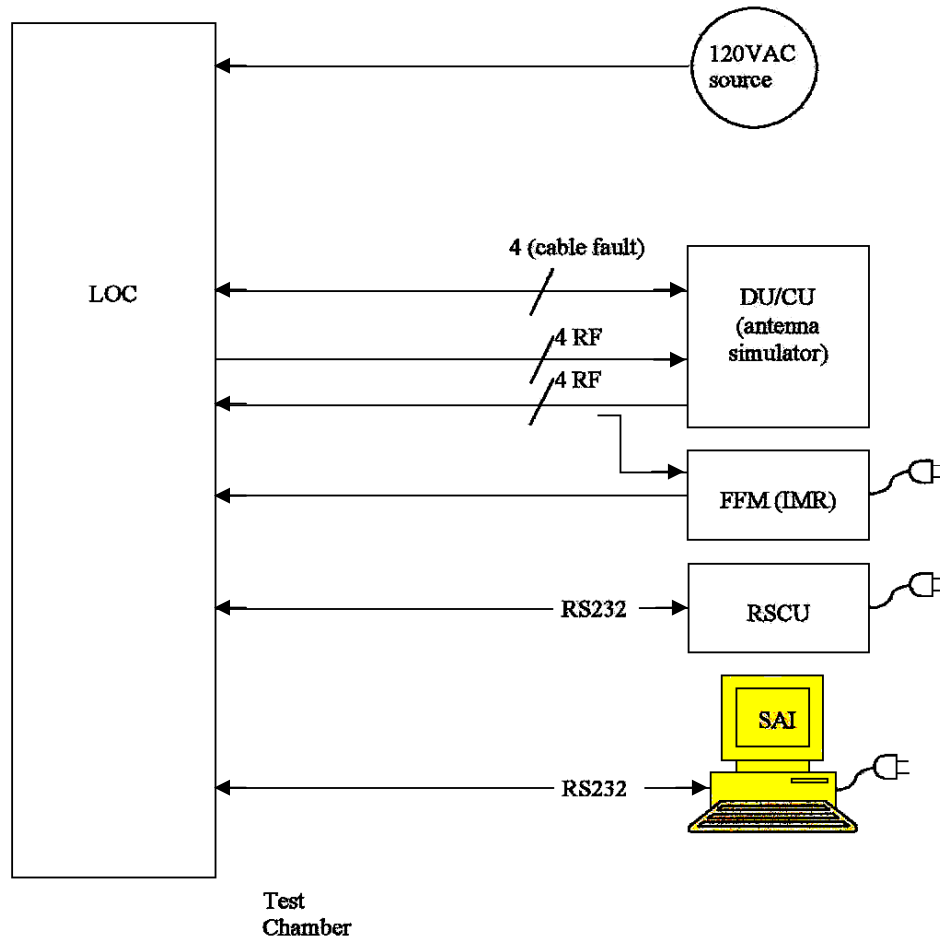 120VAC
source
4 (cable fault)
LOC
DU/CU
(antenna
simulator)
4 RF
4 RF
FFM (IMR)
RS232
RSCU
SAI
RS232
Test
Chamber